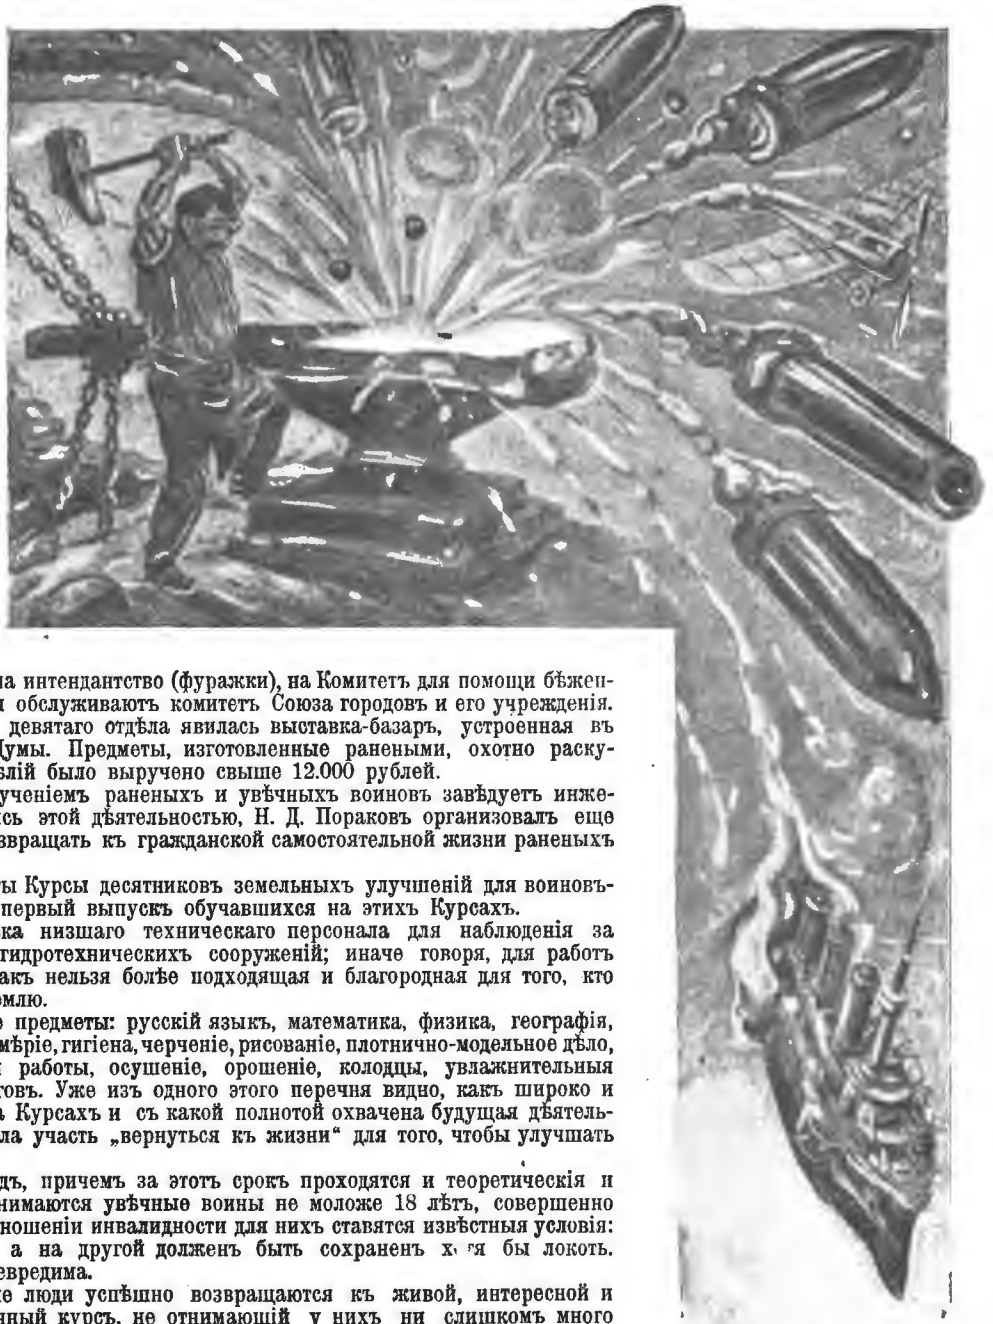 на интендантство (фуражки), на Комитетъ для помощи бѣжен-
обслуживаютъ комитетъ Союза городовъ и его учрежденія.
девятаго отдѣла явилась выставка-базаръ, устроенная въ
Думы. Предметы, изготовленные ранеными, охотно раску-
блій было выручено свыше 12.000 рублей.
ученіемъ раненыхъ и увѣчныхъ воиновъ завѣдуетъ инже-
сь этой дѣятельностью, Н. Д. Пораковъ организовалъ еще
звращать къ гражданской самостоятельной жизни раненыхъ
ты Курсы десятниковъ земельныхъ улучшеній для воиновъ-
первый выпускъ обучавшихся на этихъ Курсахъ.
ка низшаго техническаго персонала для наблюденія за
гидротехническихъ сооруженій; иначе говоря, для работъ
акъ нельзя болѣе подходящая и благородная для того, кто
емлю.
е предметы: русскій языкъ, математика, физика, географія,
мѣріе, гигіена, черченіе, рисованіе, плотнично-модельное дѣло,
работы, осушеніе, орошеніе, колодцы, увлажнительныя
говъ. Уже изъ одного этого перечня видно, какъ широко и
Курсахъ и съ какой полнотой охвачена будущая дѣятель-
ла участь „вернуться къ жизни“ для того, чтобы улучшать
дъ, причемъ за этотъ срокъ проходятся и теоретическія и
нимаются увѣчные воины не моложе 18 лѣтъ, совершенно
ношеніи инвалидности для нихъ ставятся извѣстныя условія:
а на другой долженъ быть сохраненъ хотя бы локоть.
евредима.
е люди успѣшно возвращаются къ живой, интересной и
нный курсъ, не отнимающій у нихъ ни слишкомъ много